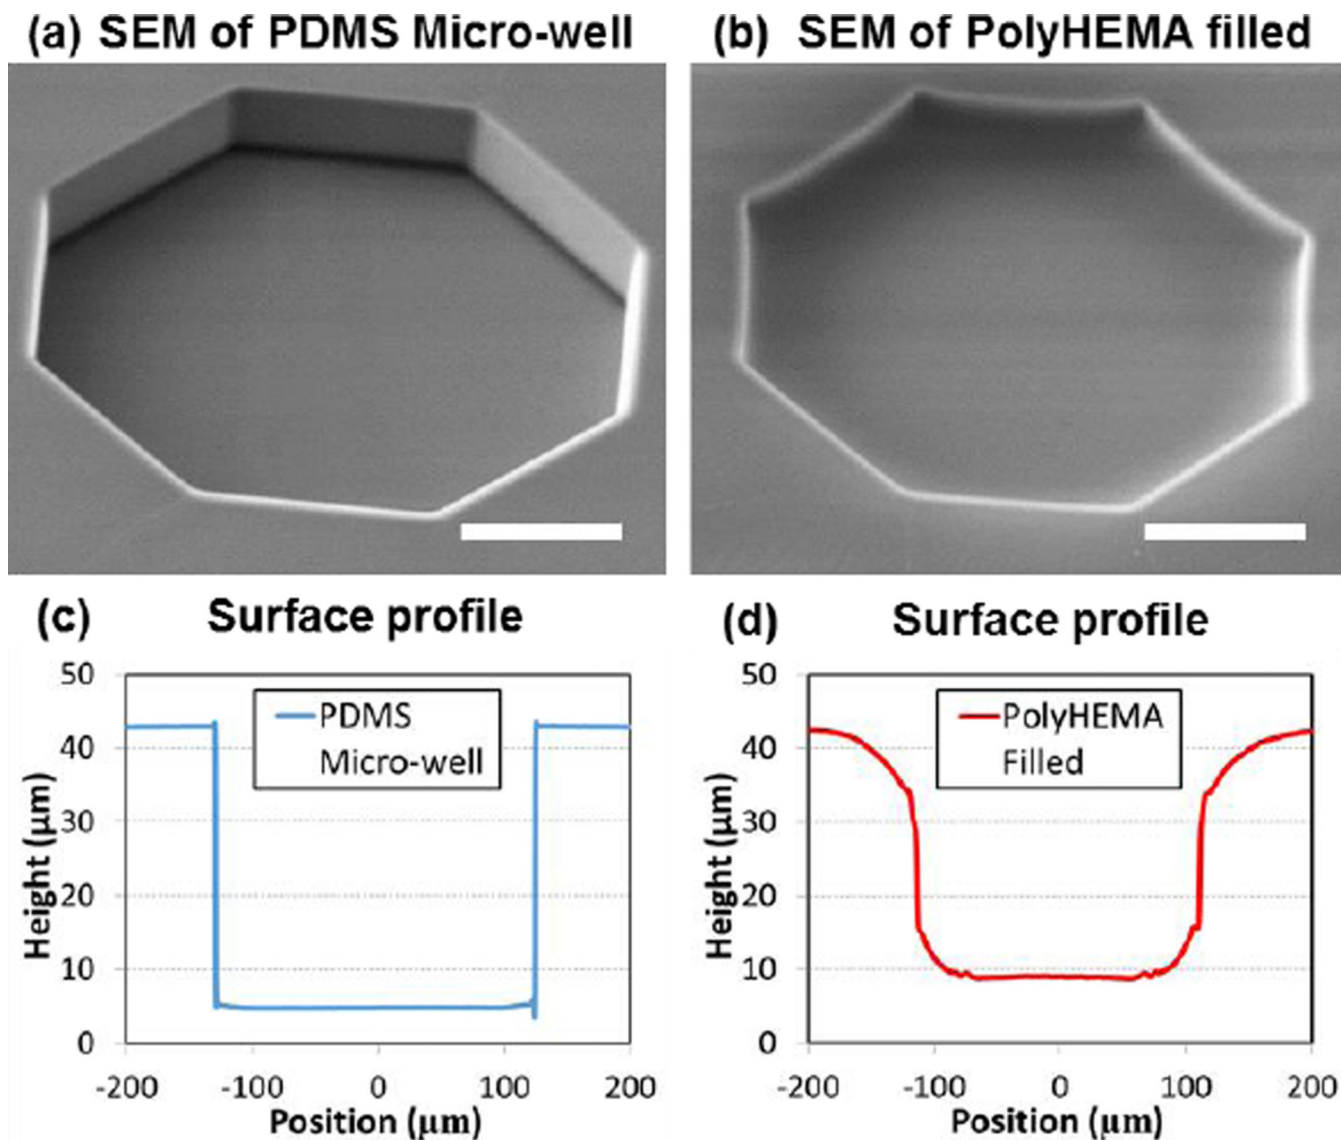 (a) SEM of PDMS Micro-well
(b) SEM of PolyHEMA filled
(c) Surface profile
50
40
30
20
10
0
Height (μm)
PDMS
Micro-well
-200 -100 0 100 200
Position (μm)
(d) Surface profile
50
40
30
20
10
0
Height (μm)
PolyHEMA
Filled
-200 -100 0 100 200
Position (μm)